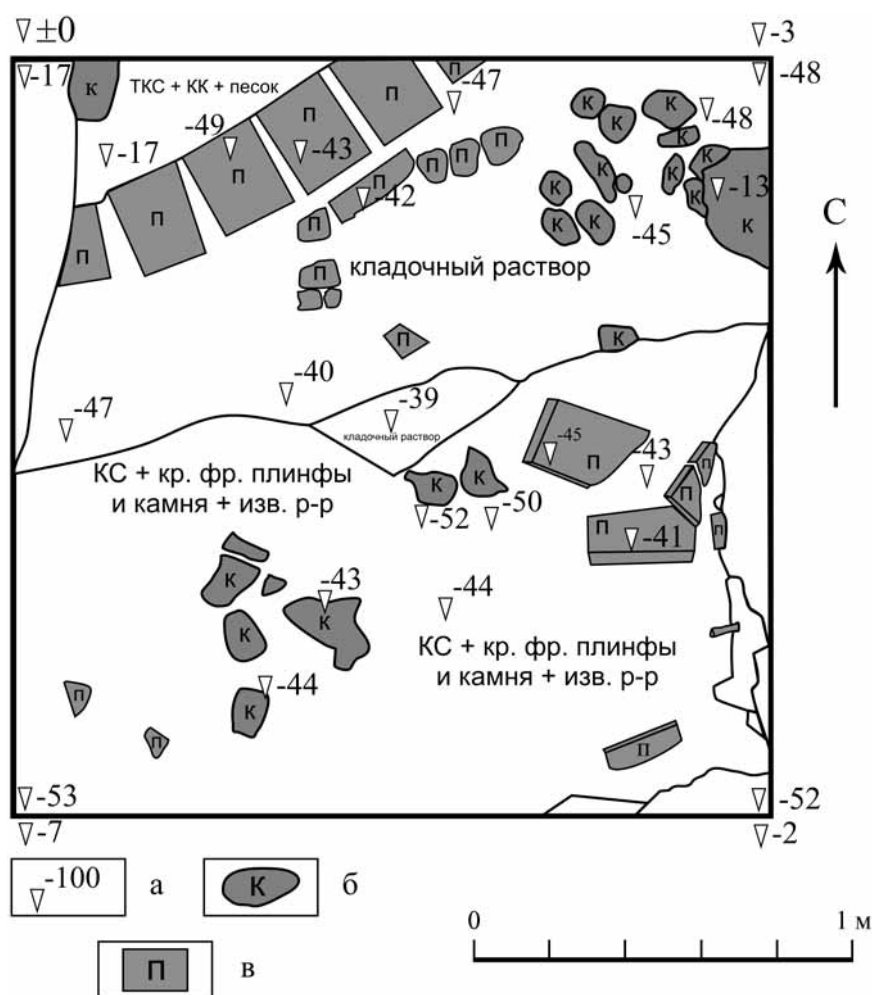 ±0
-3
-17
К
ТКС + КК + песок
П
П
-47
-48
-49
П
-43
К
К
К
-48
К
-17
П
П
П
П
П
-42
К
К
К
К
-13
К
С
П
П
К
К
-45
К
П
П
кладочный раствор
П
К
-40
-39
-47
кладочный раствор
-45
П
-43
П
КС + кр. фр. плинфы
и камня + изв. р-р
К
К
П
-52
-50
П
-41
П
К
-43
К
-44
К
КС + кр. фр. плинфы
и камня + изв. р-р
П
-44
К
П
П
-53
-52
-7
-2
-100
а
К
б
0
1 м
П
в